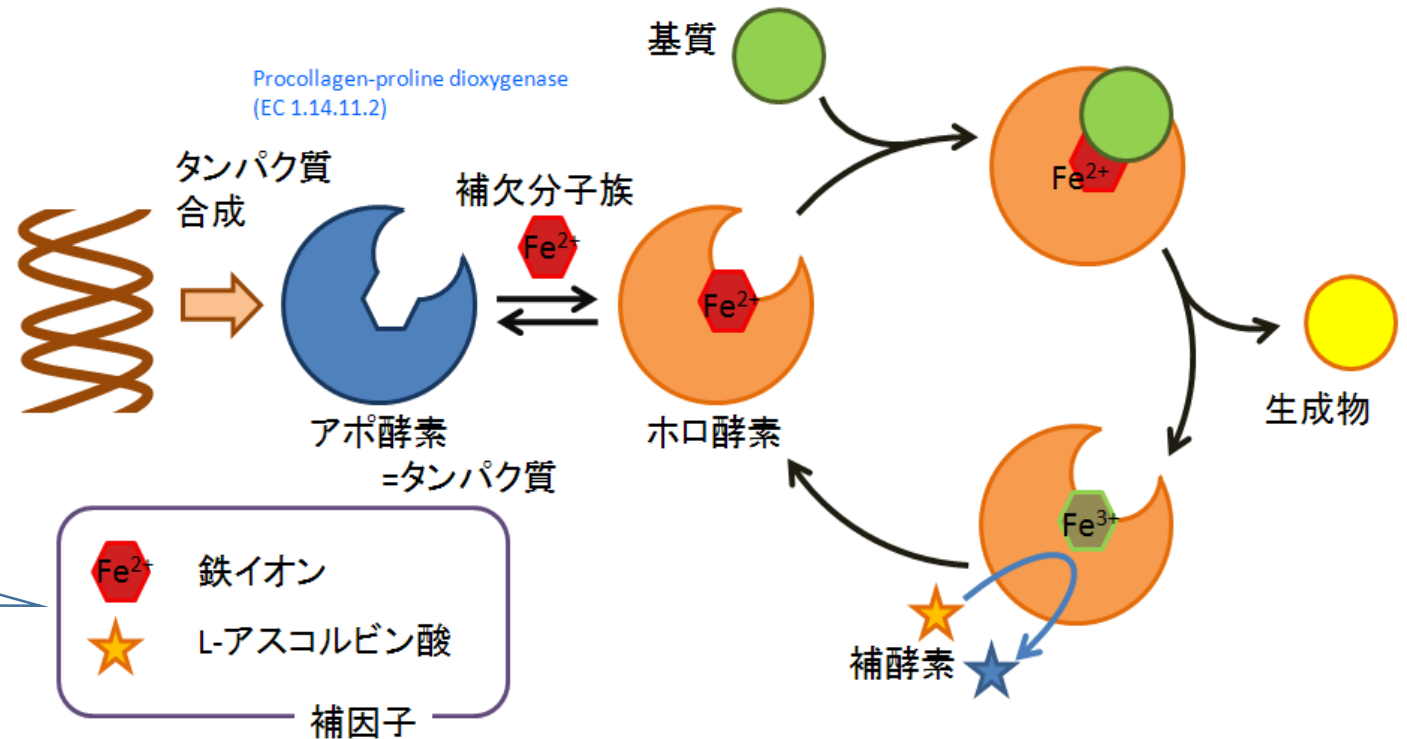 基質
Procollagen-proline dioxygenase
(EC 1.14.11.2)
タンパク質
合成
補欠分子族
Fe2+
Fe2+
Fe2+
アポ酵素
=タンパク質
ホロ酵素
生成物
Fe3+
補酵素
Fe2+ 鉄イオン
L-アスコルビン酸
補因子